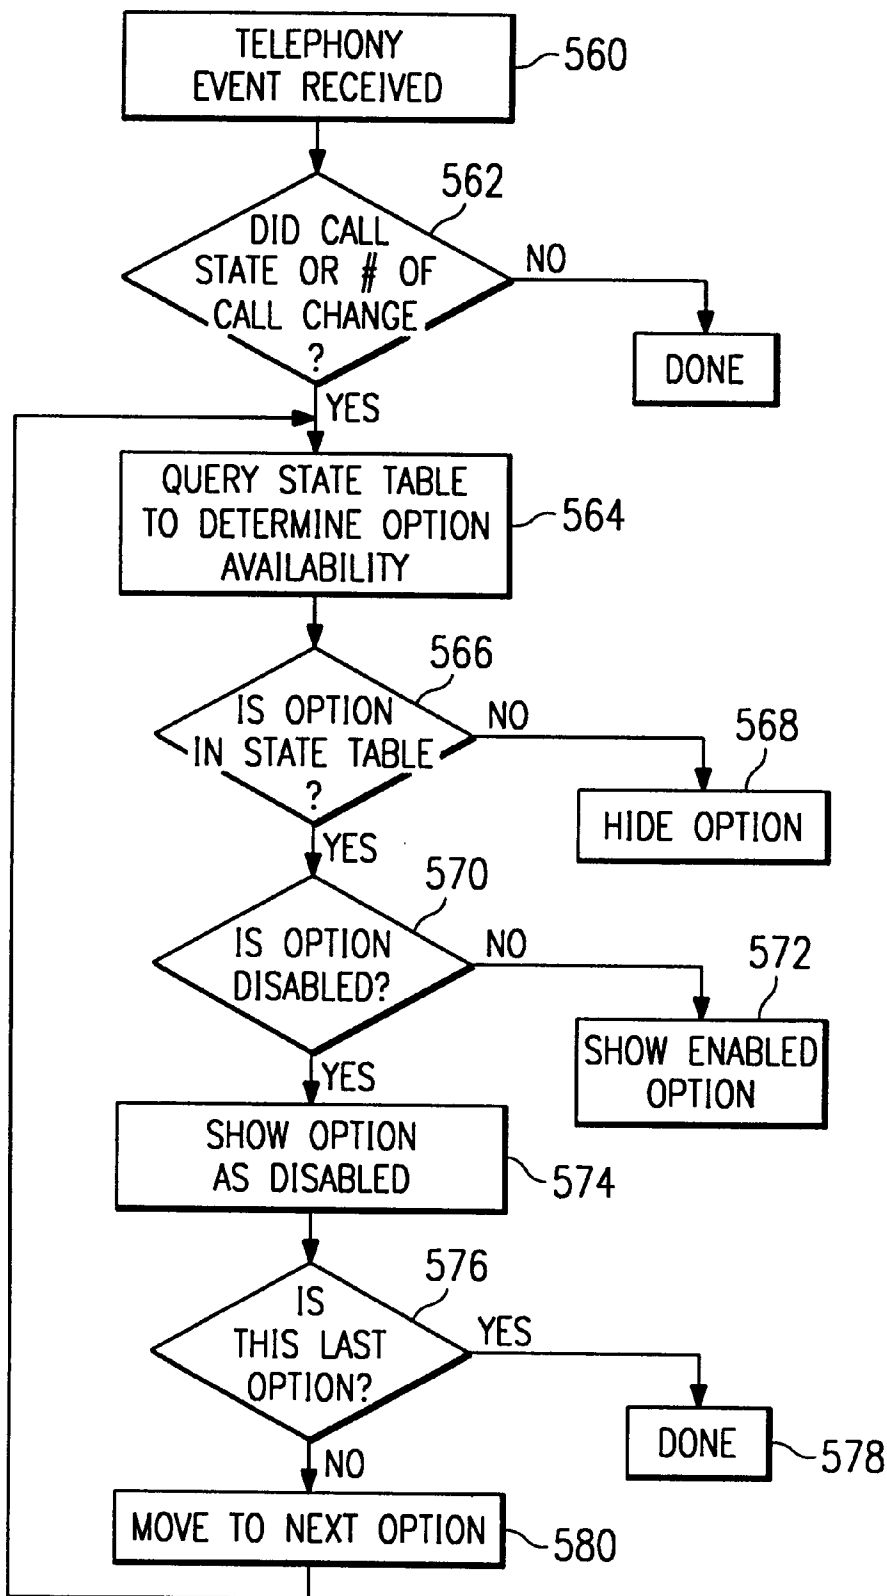 TELEPHONY
EVENT RECEIVED
560
562
DID CALL
STATE OR # OF
CALL CHANGE
?
NO
DONE
YES
QUERY STATE TABLE
TO DETERMINE OPTION
AVAILABILITY
564
566
IS OPTION
IN STATE TABLE
?
NO
568
HIDE OPTION
YES
570
IS OPTION
DISABLED?
NO
572
SHOW ENABLED
OPTION
YES
SHOW OPTION
AS DISABLED
574
576
IS
THIS LAST
OPTION?
YES
DONE
578
NO
MOVE TO NEXT OPTION
580